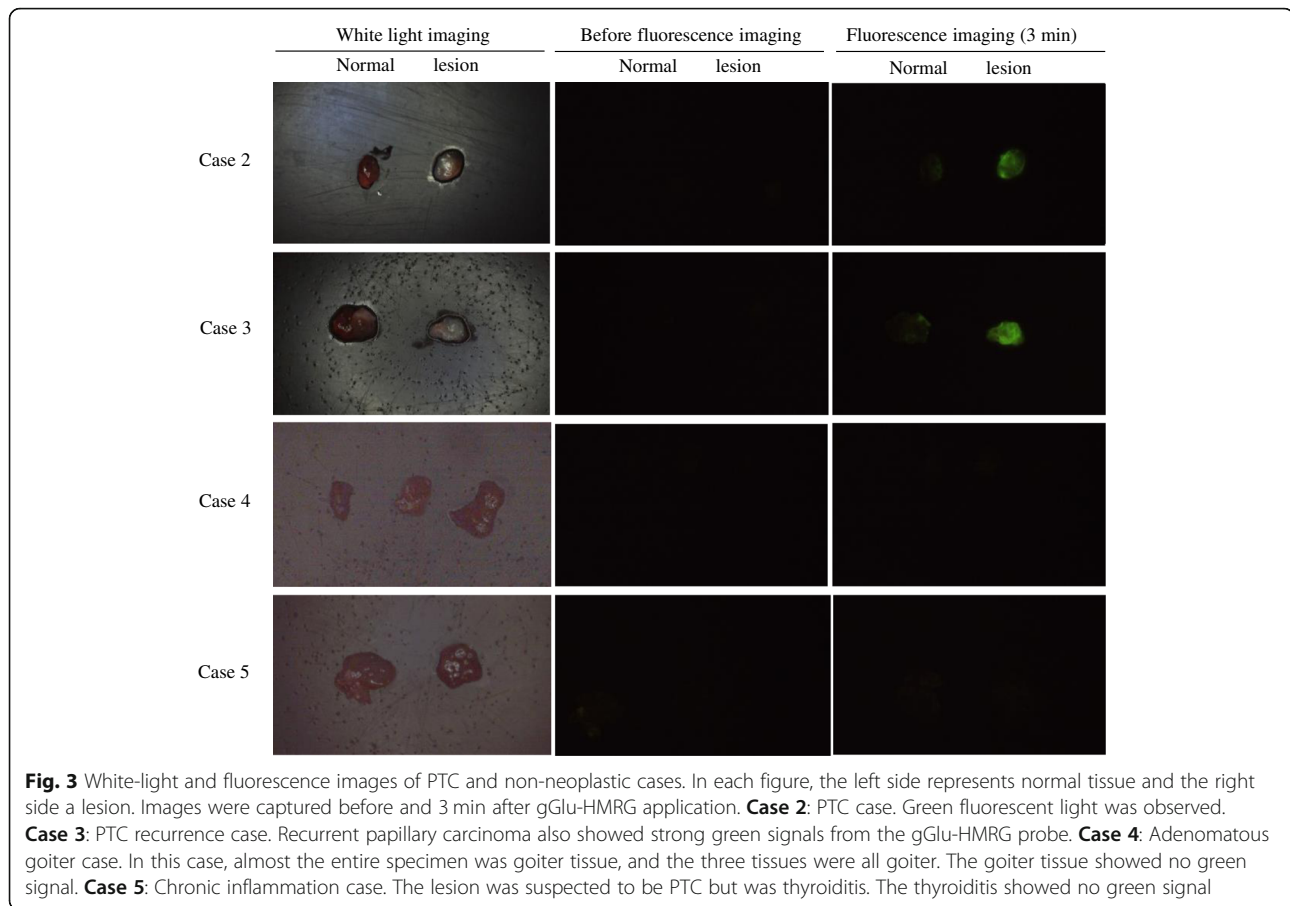 White light imaging
Before fluorescence imaging
Fluorescence imaging (3 min)
Normal lesion
Normal lesion
Normal lesion
Case 2
Case 3
Case 4
Case 5
Fig. 3 White-light and fluorescence images of PTC and non-neoplastic cases. In each figure, the left side represents normal tissue and the right
side a lesion. Images were captured before and 3 min after gGlu-HMRG application. Case 2: PTC case. Green fluorescent light was observed.
Case 3: PTC recurrence case. Recurrent papillary carcinoma also showed strong green signals from the gGlu-HMRG probe. Case 4: Adenomatous
goiter case. In this case, almost the entire specimen was goiter tissue, and the three tissues were all goiter. The goiter tissue showed no green
signal. Case 5: Chronic inflammation case. The lesion was suspected to be PTC but was thyroiditis. The thyroiditis showed no green signal